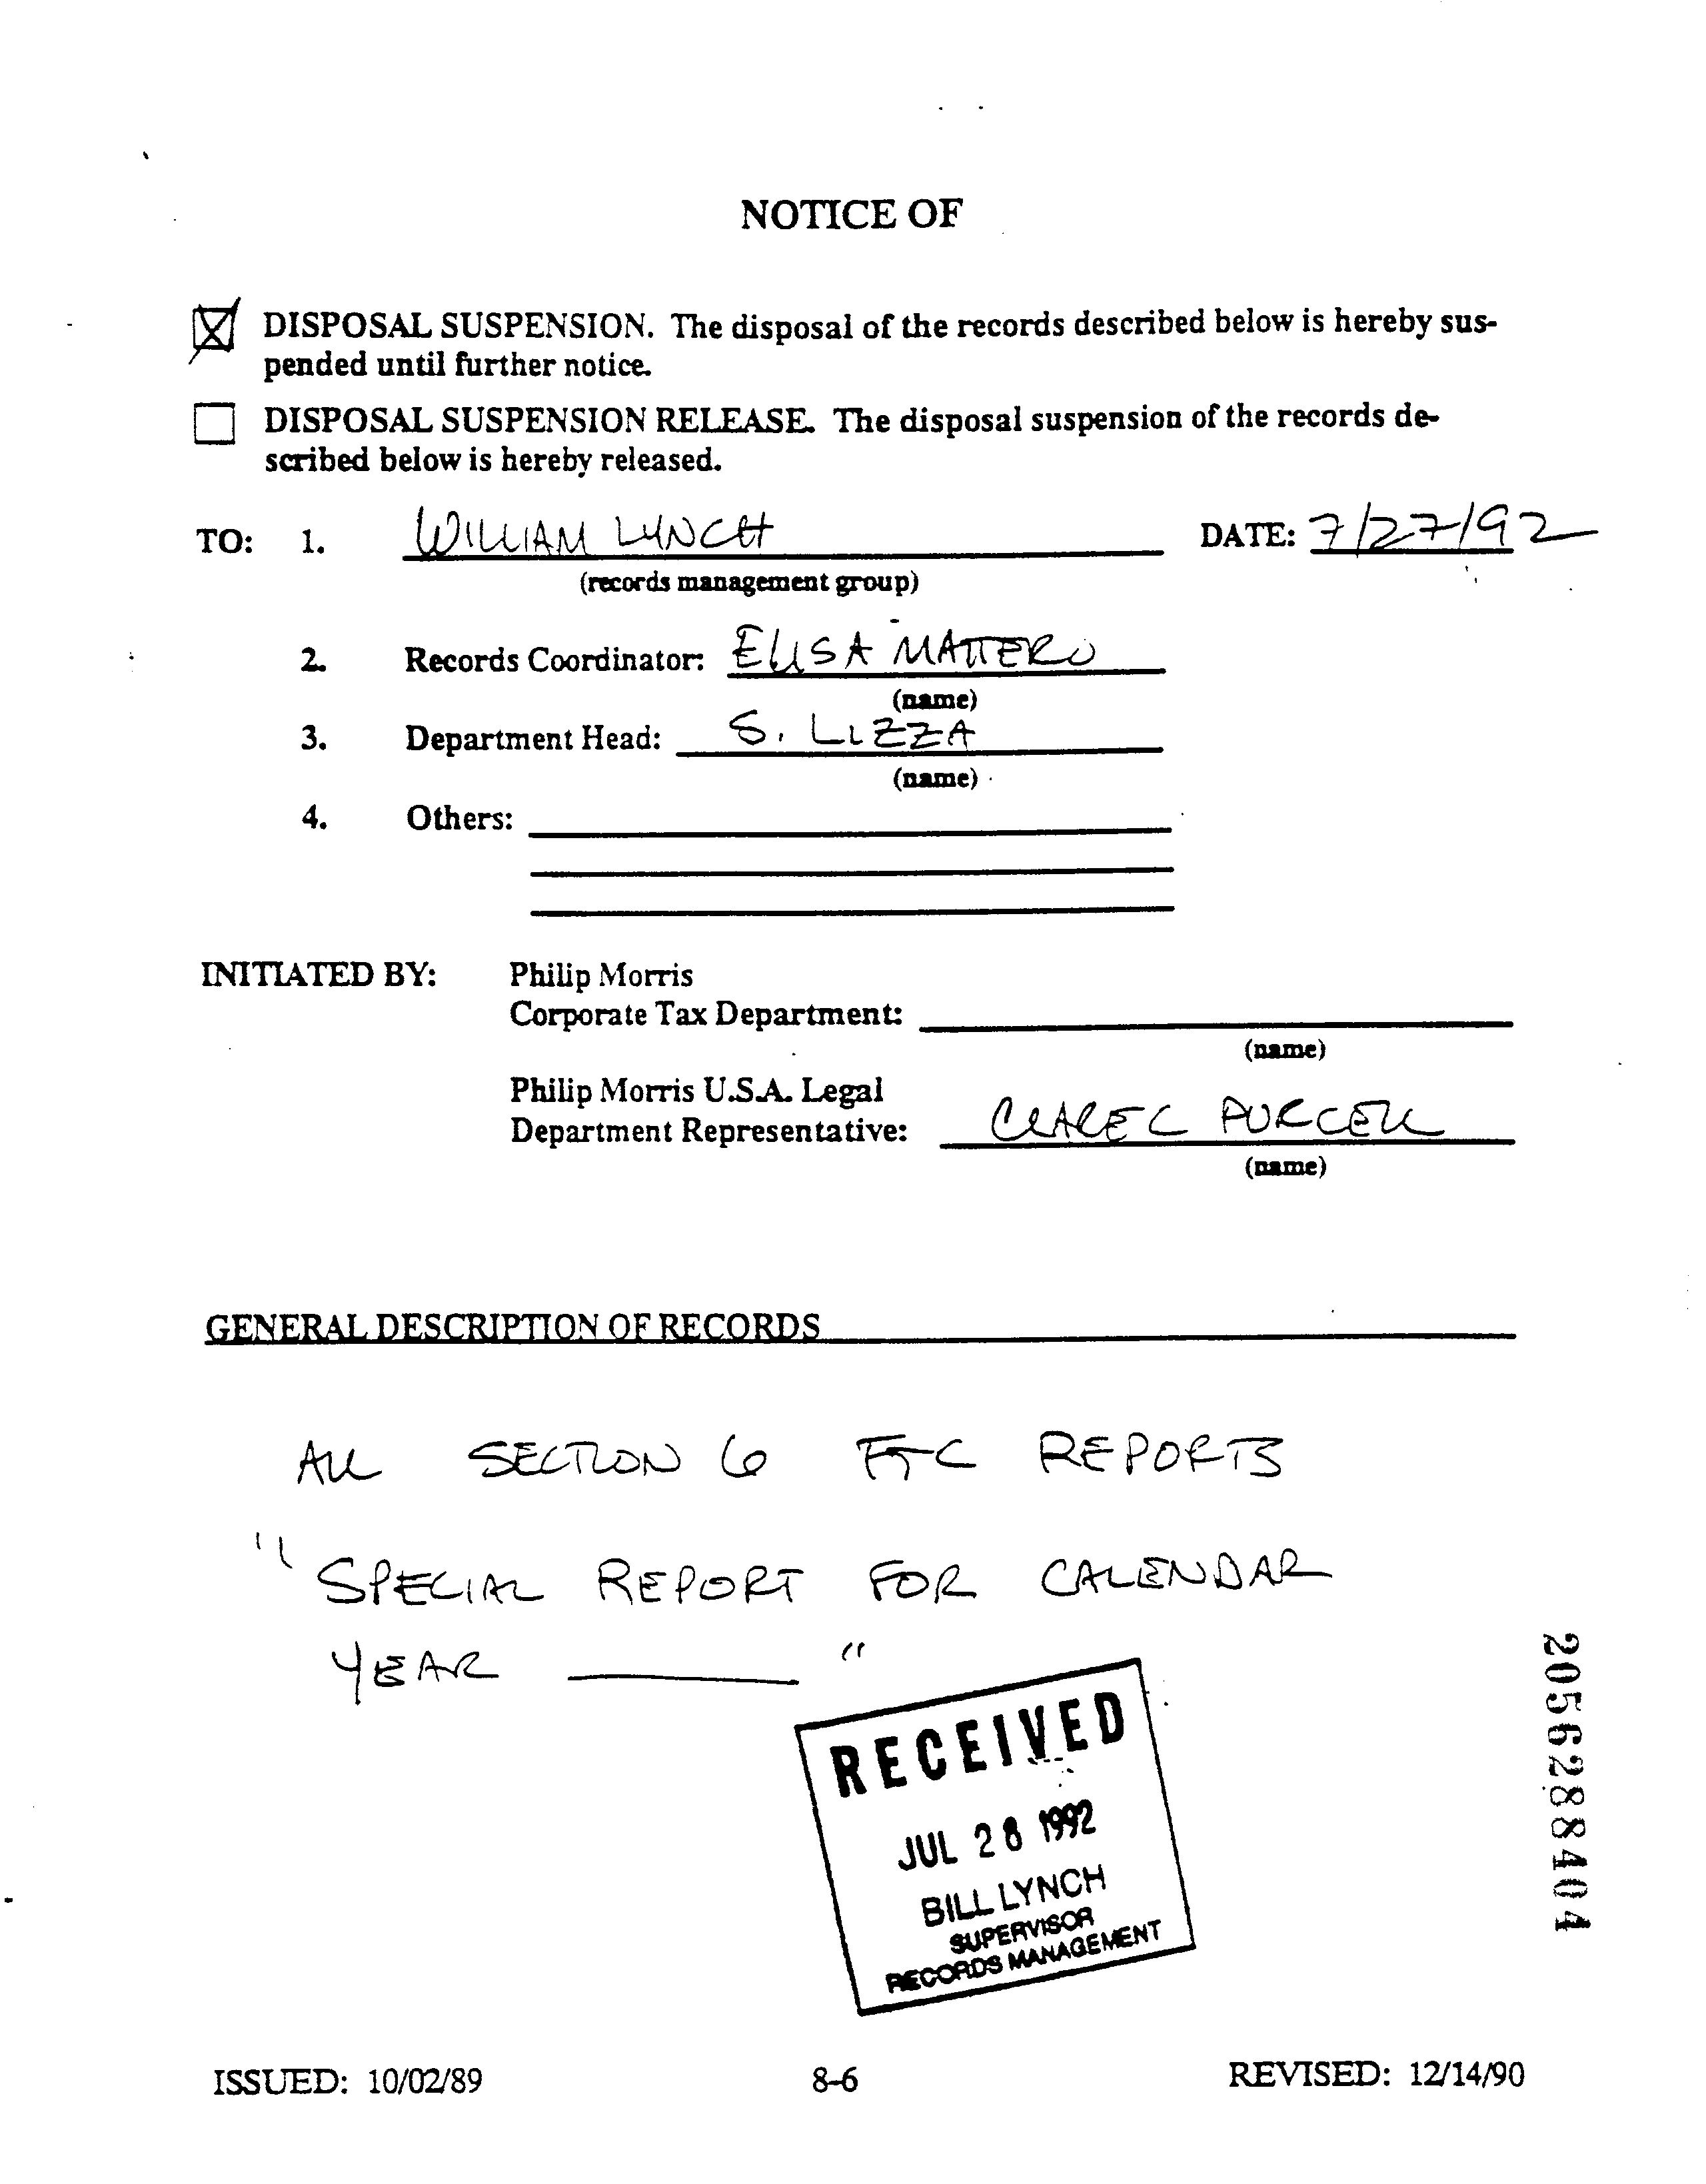 NOTICE OF
DISPOSAL SUSPENSION. The disposal of the records described below is hereby sus-
pended until further notice.
DISPOSAL SUSPENSION RELEASE. The disposal suspension of the records de-
scribed below is hereby released.
TO: 1. WILLIAM LYNCH DATE: 7/27/92
(records management group)
2. Records Coordinator: ELISA MATTERO
(name)
3. Department Head: S. LIZZA
(name)
4. Others:
INITIATED BY: Philip Morris
Corporate Tax Department:
(name)
Philip Morris U.S.A. Legal
Department Representative: CLARE C PURCELL
(name)
GENERAL DESCRIPTION OF RECORDS
ALL SECTION 6 FTC REPORTS
"SPECIAL REPORT FOR CALENDAR
YEAR ______ "
RECEIVED
JUL 28 1992
BILL LYNCH
SUPERVISOR
RECORDS MANAGEMENT
2056288404
ISSUED: 10/02/89 8-6 REVISED: 12/14/90